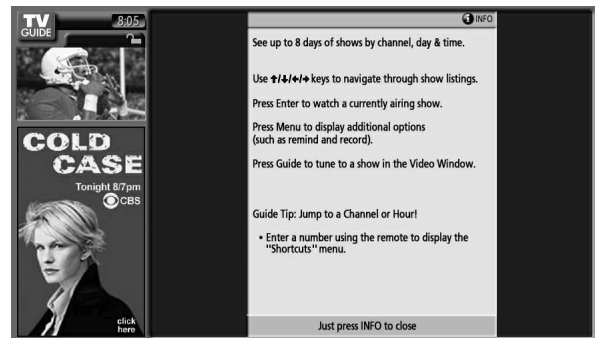 TV
GUIDE
8:05
COLD
CASE
Tonight 8/7pm
CBS
click
here
i INFO
See up to 8 days of shows by channel, day & time.
Use ↑/↓/←/→ keys to navigate through show listings.
Press Enter to watch a currently airing show.
Press Menu to display additional options
(such as remind and record).
Press Guide to tune to a show in the Video Window.
Guide Tip: Jump to a Channel or Hour!
• Enter a number using the remote to display the
"Shortcuts" menu.
Just press INFO to close